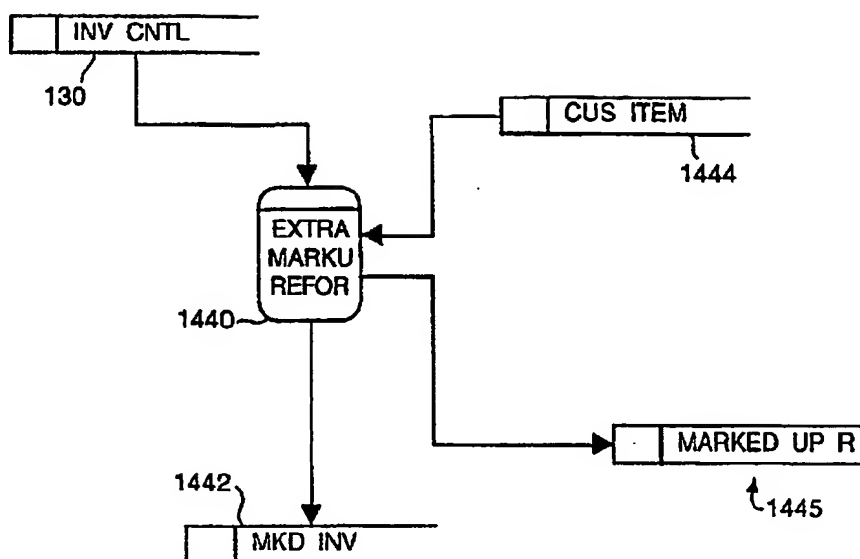 INV CNTL
130
CUS ITEM
1444
EXTRA
MARKU
REFOR
1440
MARKED UP R
1445
1442
MKD INV